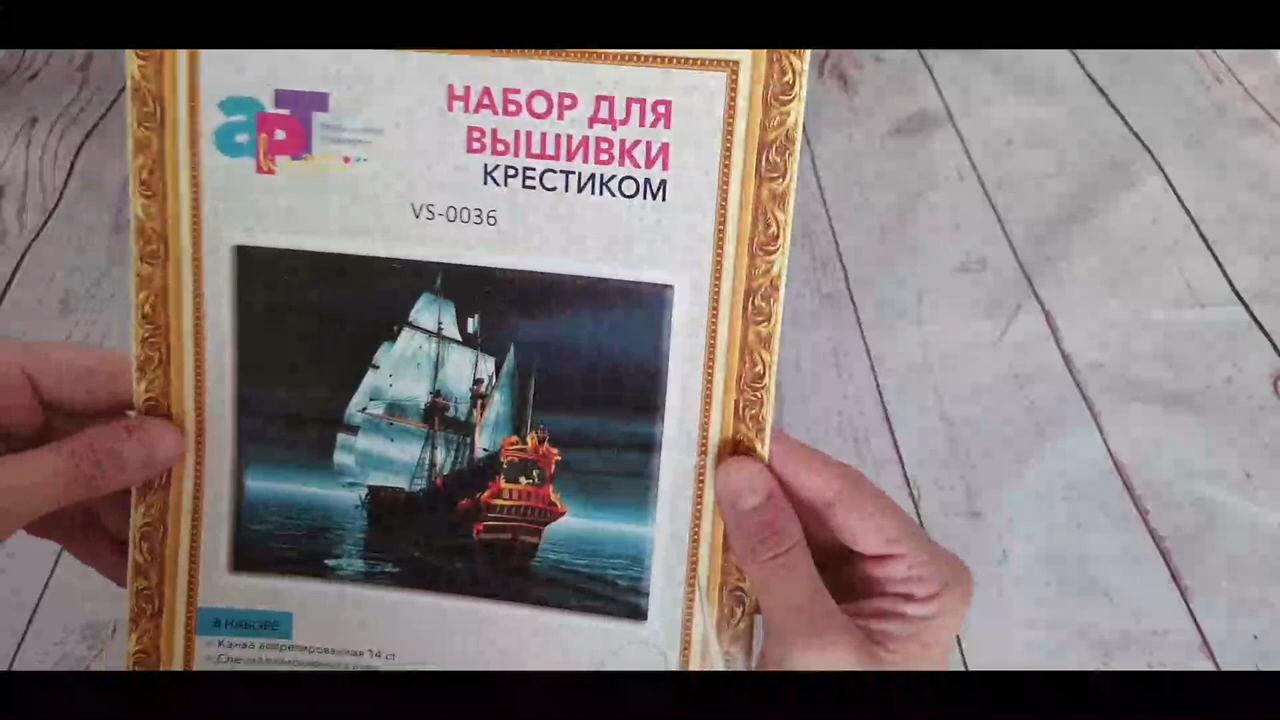 арТ
НАБОР ДЛЯ
ВЫШИВКИ
КРЕСТИКОМ
VS-0036
В НАБОРЕ
Канва аппретированная 14 ct